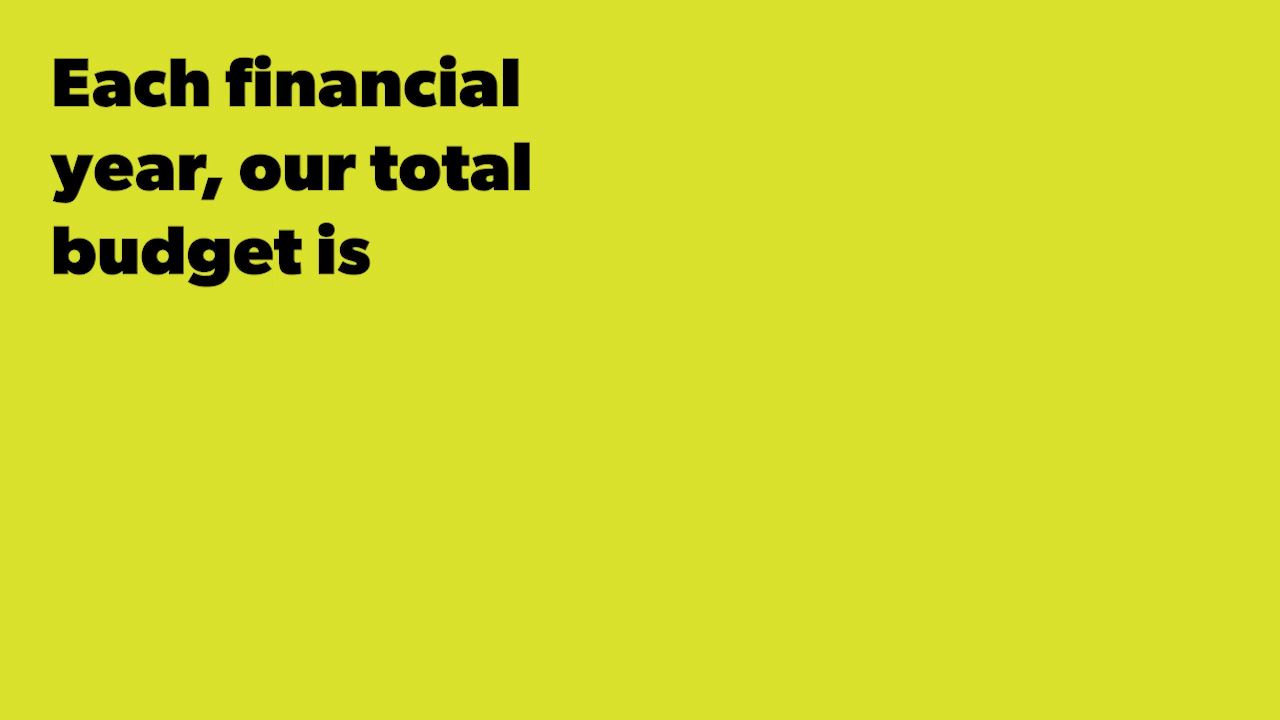 Each financial
year, our total
budget is